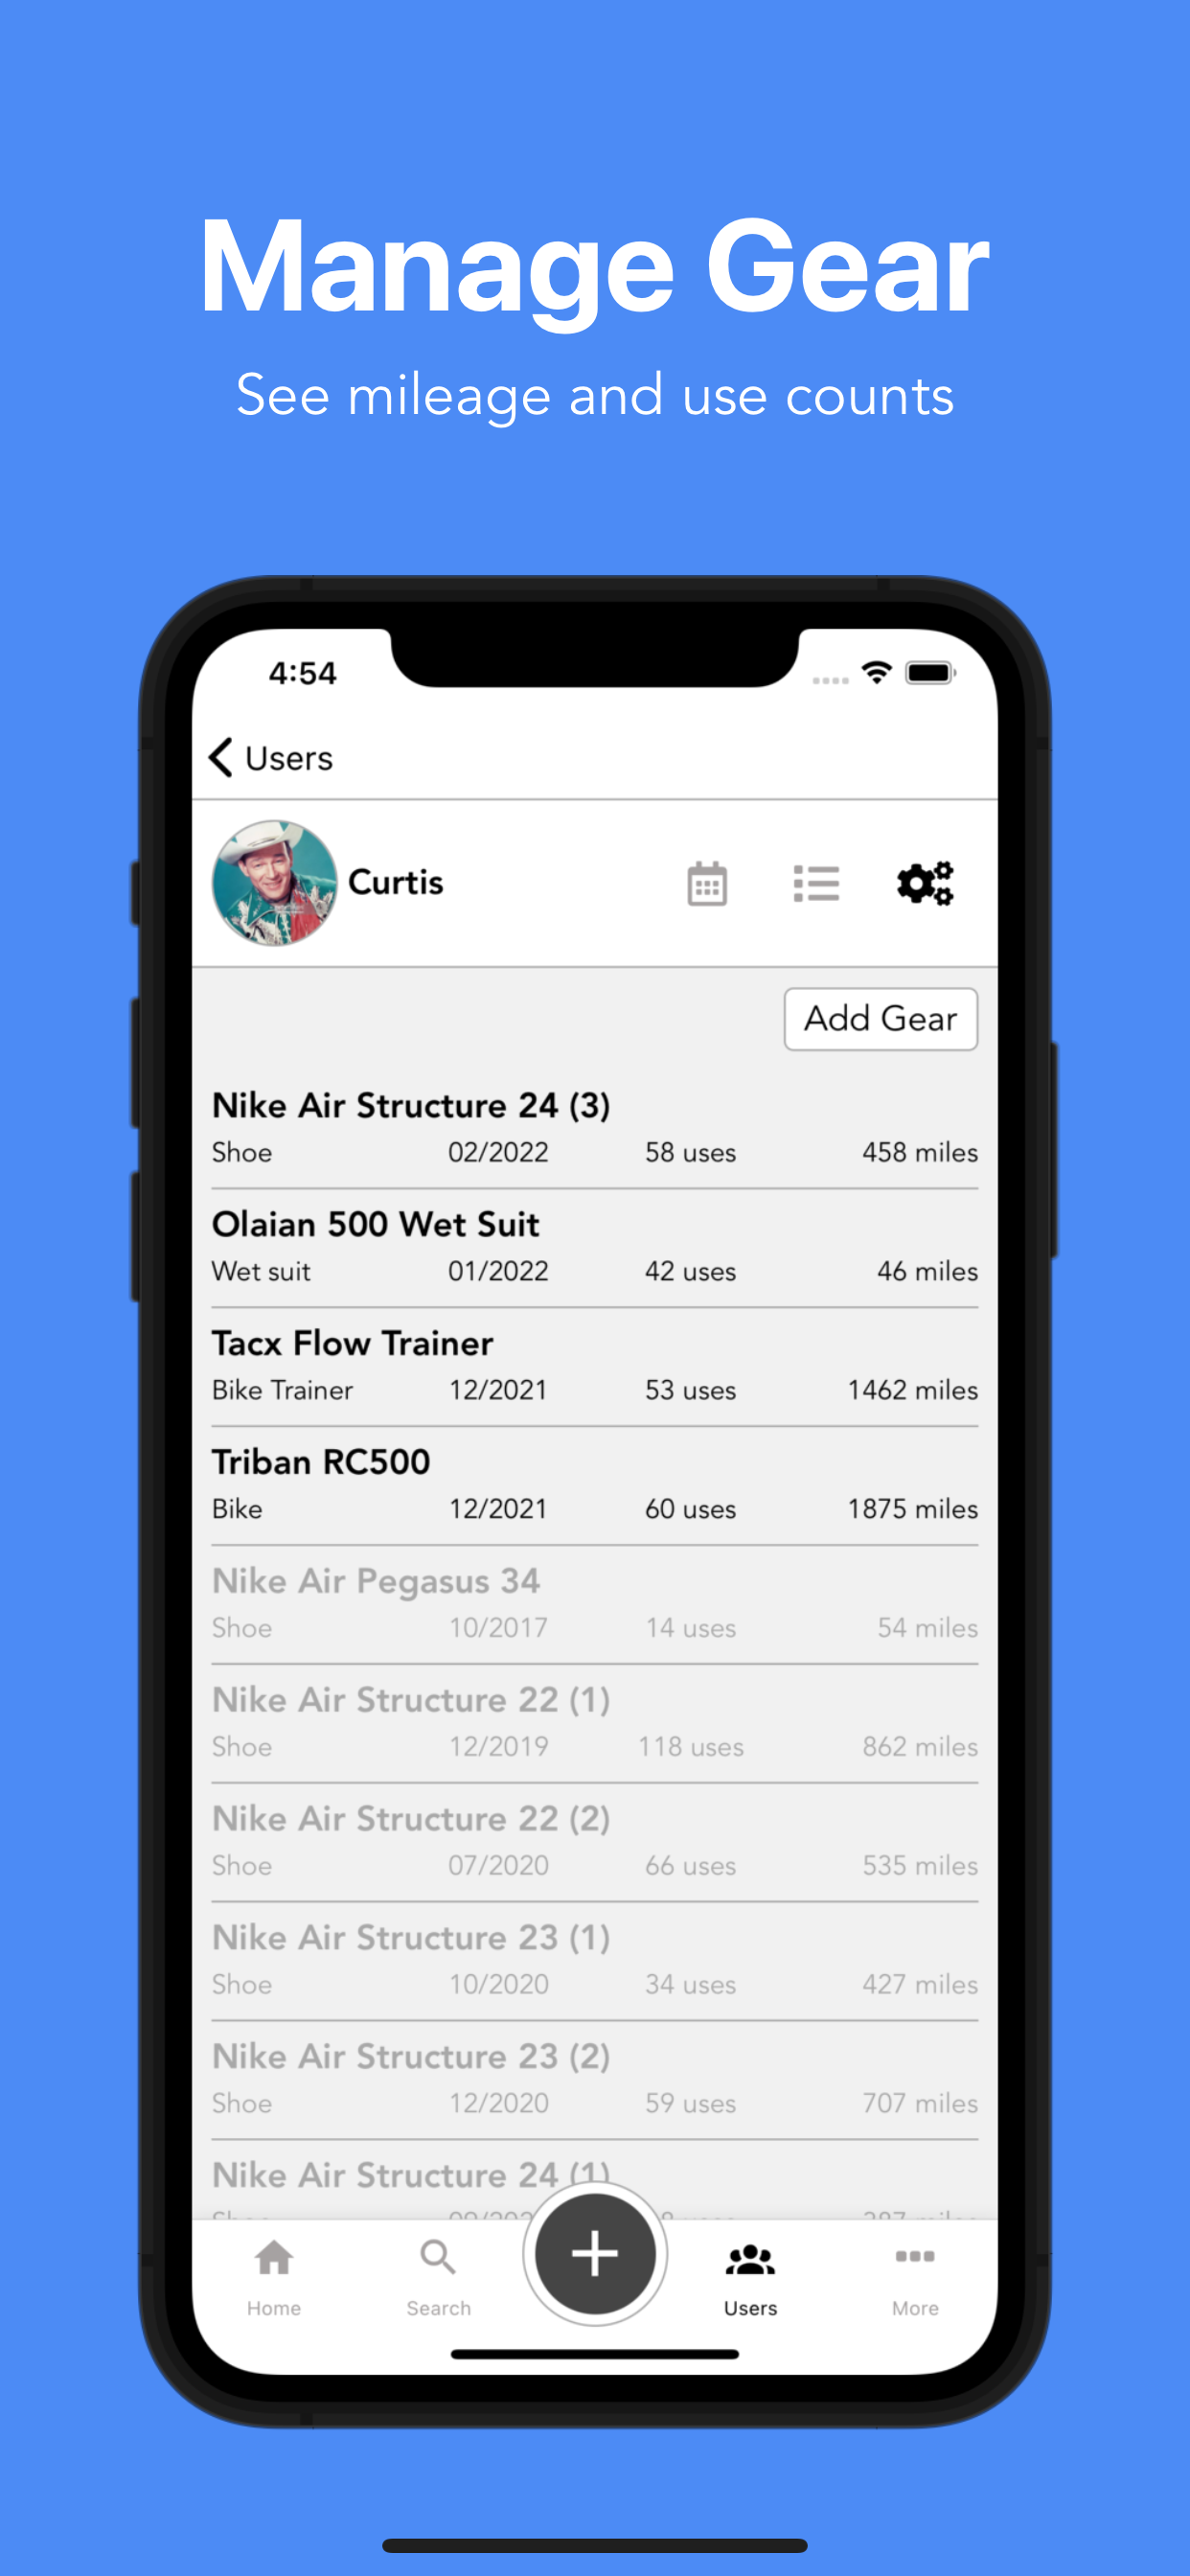 Manage Gear
See mileage and use counts
4:54
Users
Curtis
Add Gear
Nike Air Structure 24 (3)
Shoe 02/2022 58 uses 458 miles
Olaian 500 Wet Suit
Wet suit 01/2022 42 uses 46 miles
Tacx Flow Trainer
Bike Trainer 12/2021 53 uses 1462 miles
Triban RC500
Bike 12/2021 60 uses 1875 miles
Nike Air Pegasus 34
Shoe 10/2017 14 uses 54 miles
Nike Air Structure 22 (1)
Shoe 12/2019 118 uses 862 miles
Nike Air Structure 22 (2)
Shoe 07/2020 66 uses 535 miles
Nike Air Structure 23 (1)
Shoe 10/2020 34 uses 427 miles
Nike Air Structure 23 (2)
Shoe 12/2020 59 uses 707 miles
Nike Air Structure 24 (1)
Home Search Users More